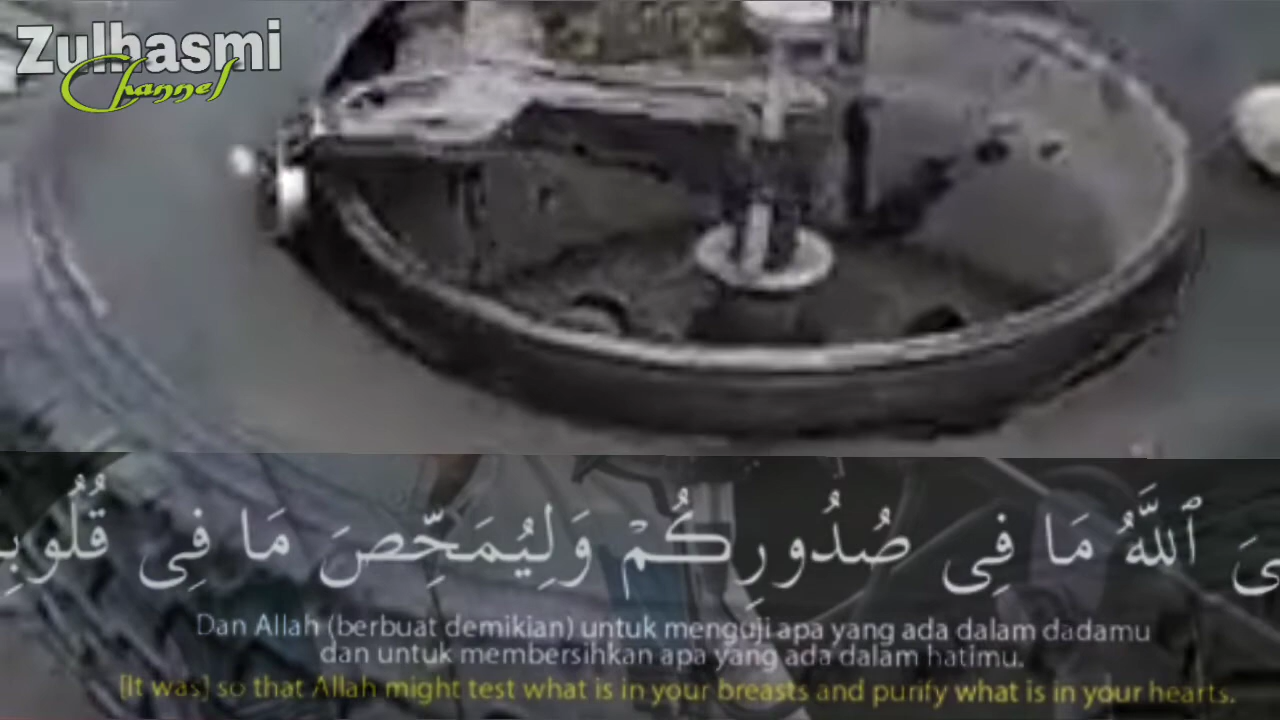 Zulhasmi
Channel
ٱللَّهُ مَا فِى صُدُورِكُمْ وَلِيُمَحِّصَ مَا فِى
Dan Allah (berbuat demikian) untuk menguji apa yang ada dalam dadamu
dan untuk membersihkan apa yang ada dalam hatimu.
[It was] so that Allah might test what is in your breasts and purify what is in your hearts.